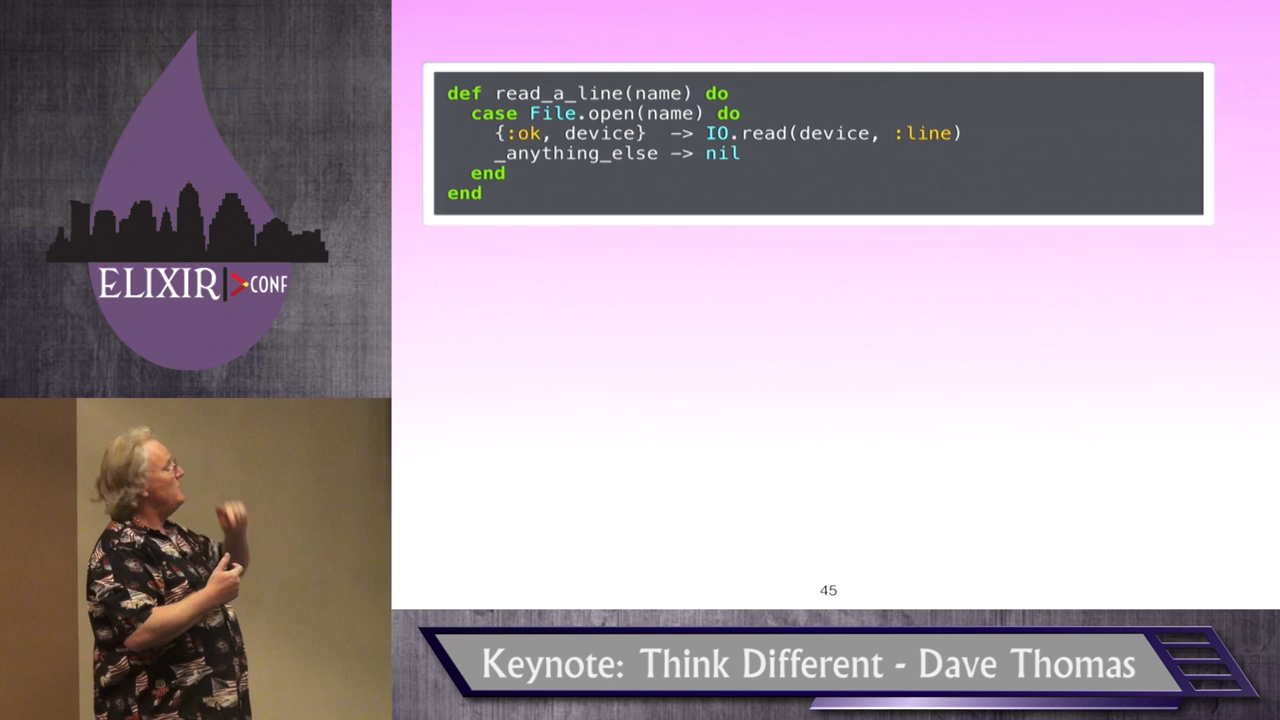 ELIXIR|>CONF
def read_a_line(name) do
  case File.open(name) do
    {:ok, device}  -> IO.read(device, :line)
    _anything_else -> nil
  end
end
45
Keynote: Think Different - Dave Thomas